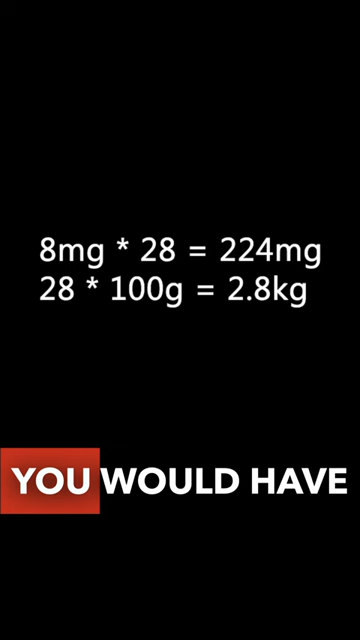 8mg * 28 = 224mg
28 * 100g = 2.8kg
YOU WOULD HAVE